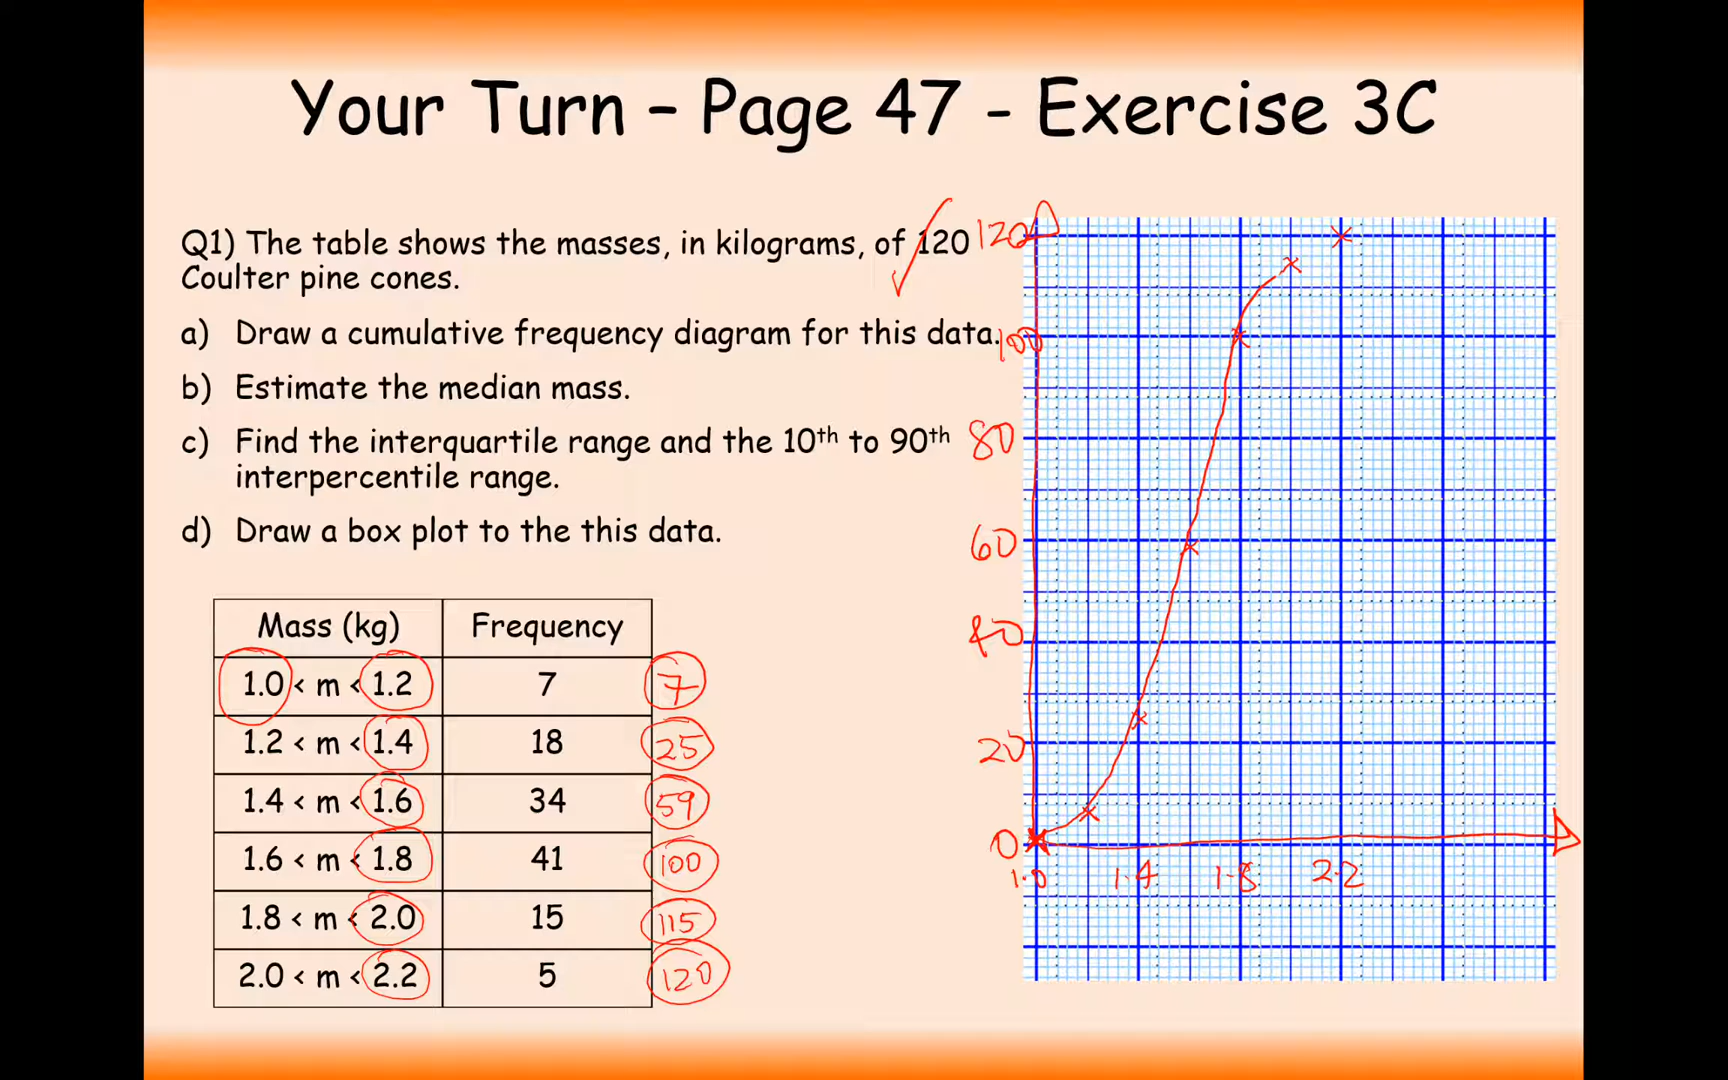 Your Turn – Page 47 - Exercise 3C
Q1) The table shows the masses, in kilograms, of 120
Coulter pine cones.
a) Draw a cumulative frequency diagram for this data.
b) Estimate the median mass.
c) Find the interquartile range and the 10th to 90th
interpercentile range.
d) Draw a box plot to the this data.
Mass (kg) Frequency
1.0 < m < 1.2 7 7
1.2 < m < 1.4 18 25
1.4 < m < 1.6 34 59
1.6 < m < 1.8 41 100
1.8 < m < 2.0 15 115
2.0 < m < 2.2 5 120
120
100
80
60
40
20
0
1.0 1.4 1.8 2.2